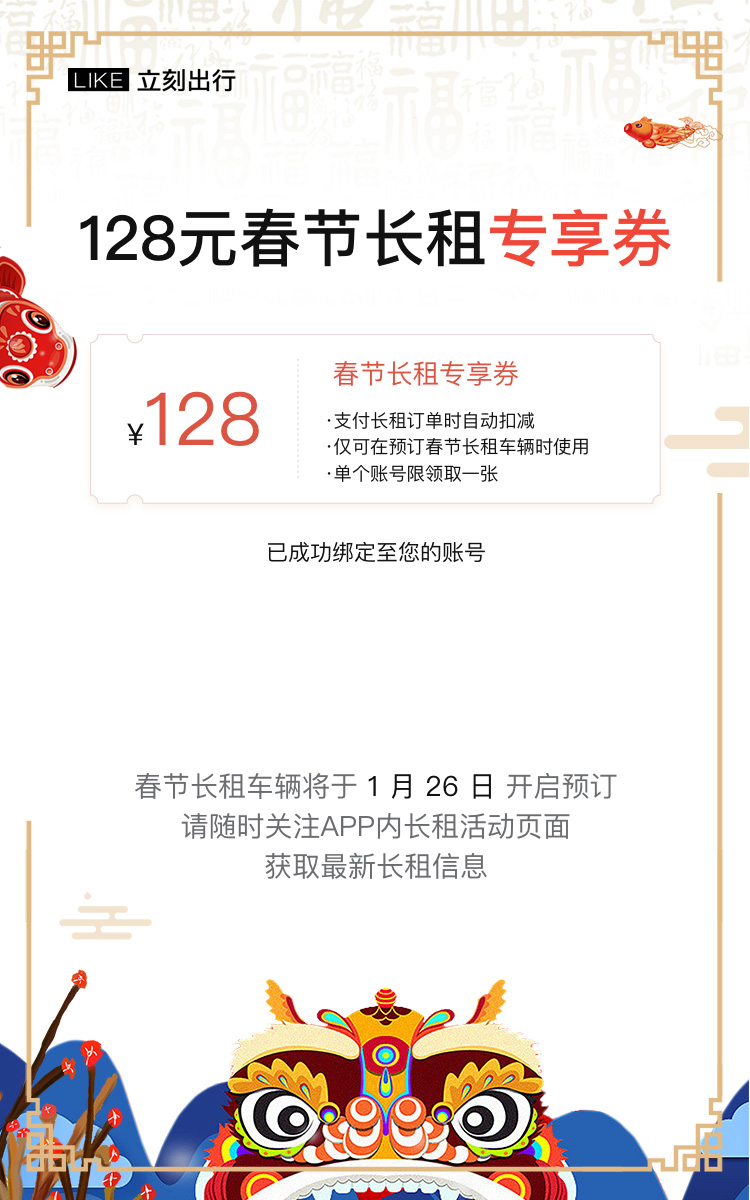 LIKE 立刻出行
128元春节长租专享券
春节长租专享券
¥128
·支付长租订单时自动扣减
·仅可在预订春节长租车辆时使用
·单个账号限领取一张
已成功绑定至您的账号
春节长租车辆将于 1 月 26 日 开启预订
请随时关注APP内长租活动页面
获取最新长租信息